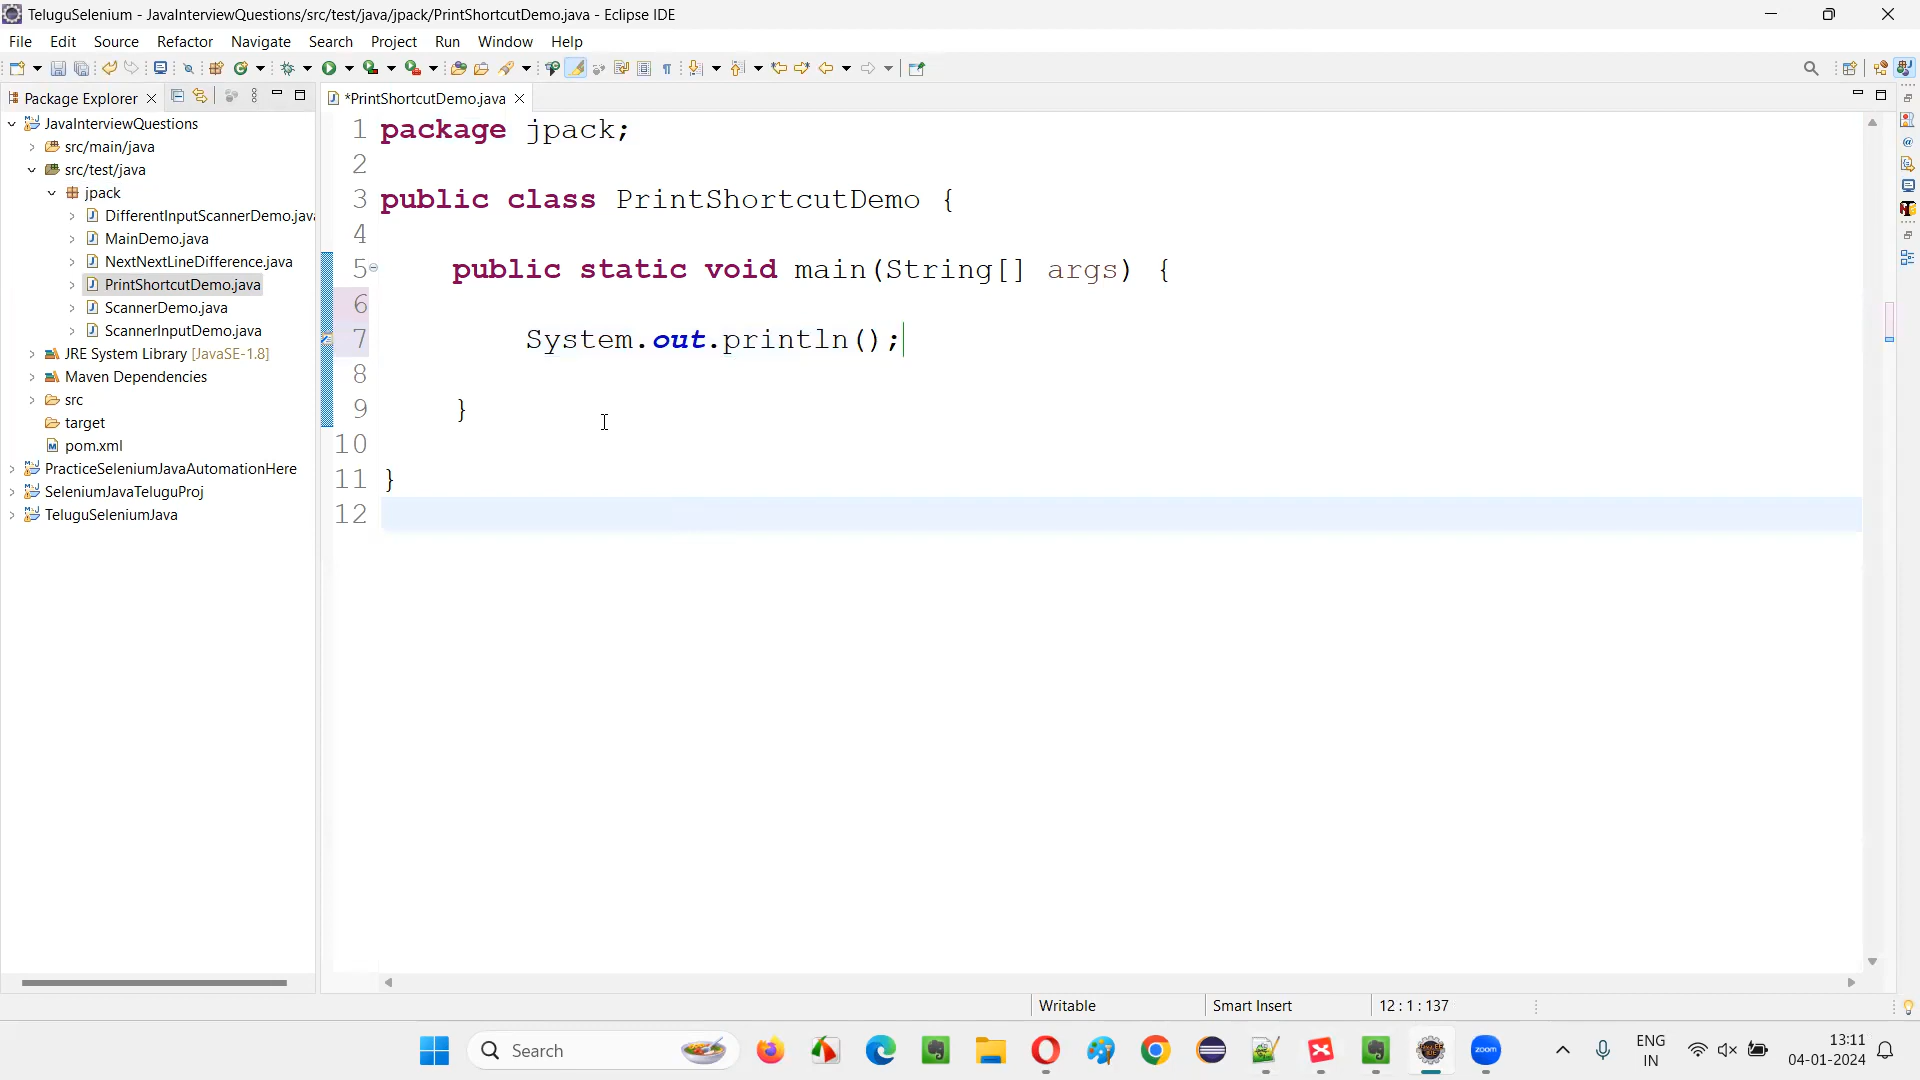 TeluguSelenium - JavaInterviewQuestions/src/test/java/jpack/PrintShortcutDemo.java - Eclipse IDE
File Edit Source Refactor Navigate Search Project Run Window Help
Package Explorer
JavaInterviewQuestions
src/main/java
src/test/java
jpack
DifferentInputScannerDemo.java
MainDemo.java
NextNextLineDifference.java
PrintShortcutDemo.java
ScannerDemo.java
ScannerInputDemo.java
JRE System Library [JavaSE-1.8]
Maven Dependencies
src
target
pom.xml
PracticeSeleniumJavaAutomationHere
SeleniumJavaTeluguProj
TeluguSeleniumJava
*PrintShortcutDemo.java
1 package jpack;
2
3 public class PrintShortcutDemo {
4
5 public static void main(String[] args) {
6
7 System.out.println();
8
9 }
10
11 }
12
Writable Smart Insert 12 : 1 : 137
Search
zoom
ENG
IN
13:11
04-01-2024